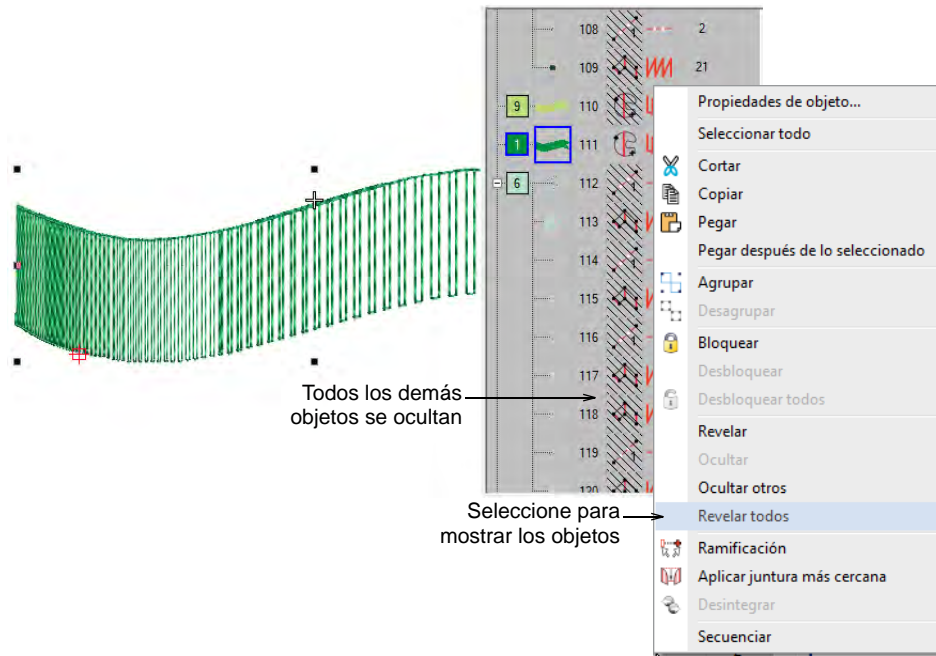 108
2
109
21
9
110
1
111
6
112
113
114
115
116
117
118
119
120
Propiedades de objeto...
Seleccionar todo
Cortar
Copiar
Pegar
Pegar después de lo seleccionado
Agrupar
Desagrupar
Bloquear
Desbloquear
Desbloquear todos
Revelar
Ocultar
Ocultar otros
Revelar todos
Ramificación
Aplicar juntura más cercana
Desintegrar
Secuenciar
Todos los demás
objetos se ocultan
Seleccione para
mostrar los objetos